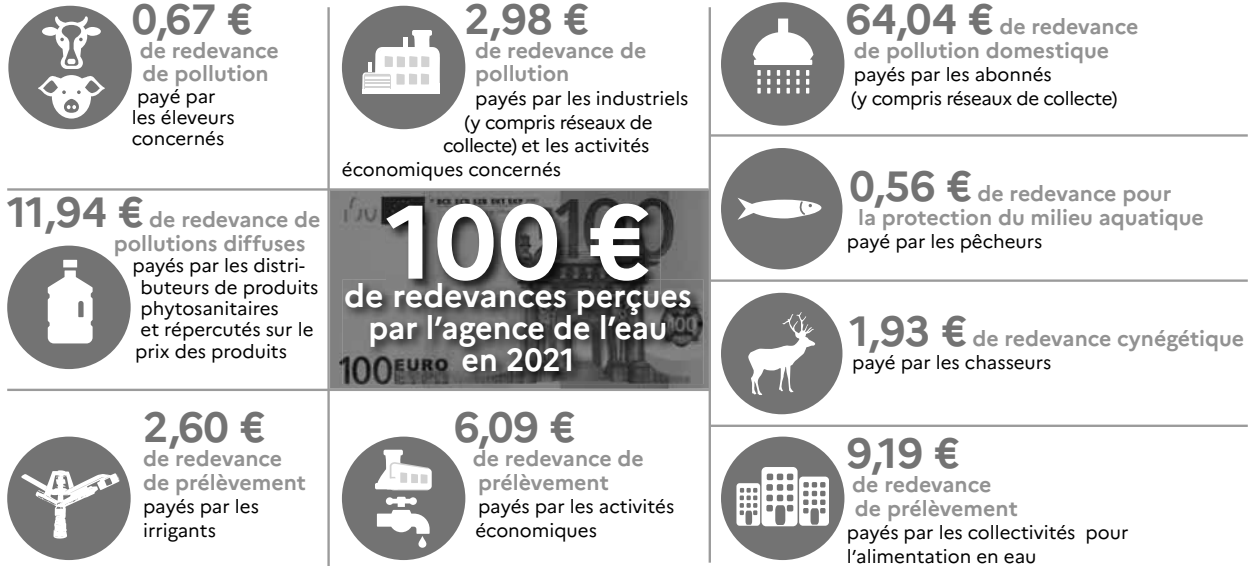 0,67 €
de redevance
de pollution
payé par
les éleveurs
concernés
2,98 €
de redevance de
pollution
payés par les industriels
(y compris réseaux de
collecte) et les activités
économiques concernés
64,04 € de redevance
de pollution domestique
payés par les abonnés
(y compris réseaux de collecte)
11,94 € de redevance de
pollutions diffuses
payés par les distri-
buteurs de produits
phytosanitaires
et répercutés sur le
prix des produits
100 €
de redevances perçues
par l’agence de l’eau
en 2021
100
100
100 EURO
0,56 € de redevance pour
la protection du milieu aquatique
payé par les pêcheurs
1,93 € de redevance cynégétique
payé par les chasseurs
2,60 €
de redevance
de prélèvement
payés par les
irrigants
6,09 €
de redevance de
prélèvement
payés par les activités
économiques
9,19 €
de redevance
de prélèvement
payés par les collectivités pour
l’alimentation en eau